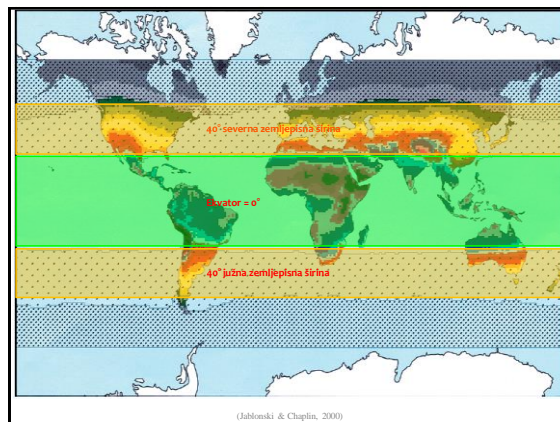 40° severna zemljepisna širina
Ekvator = 0°
40° južna zemljepisna širina .
(Jablonski & Chaplin, 2000)